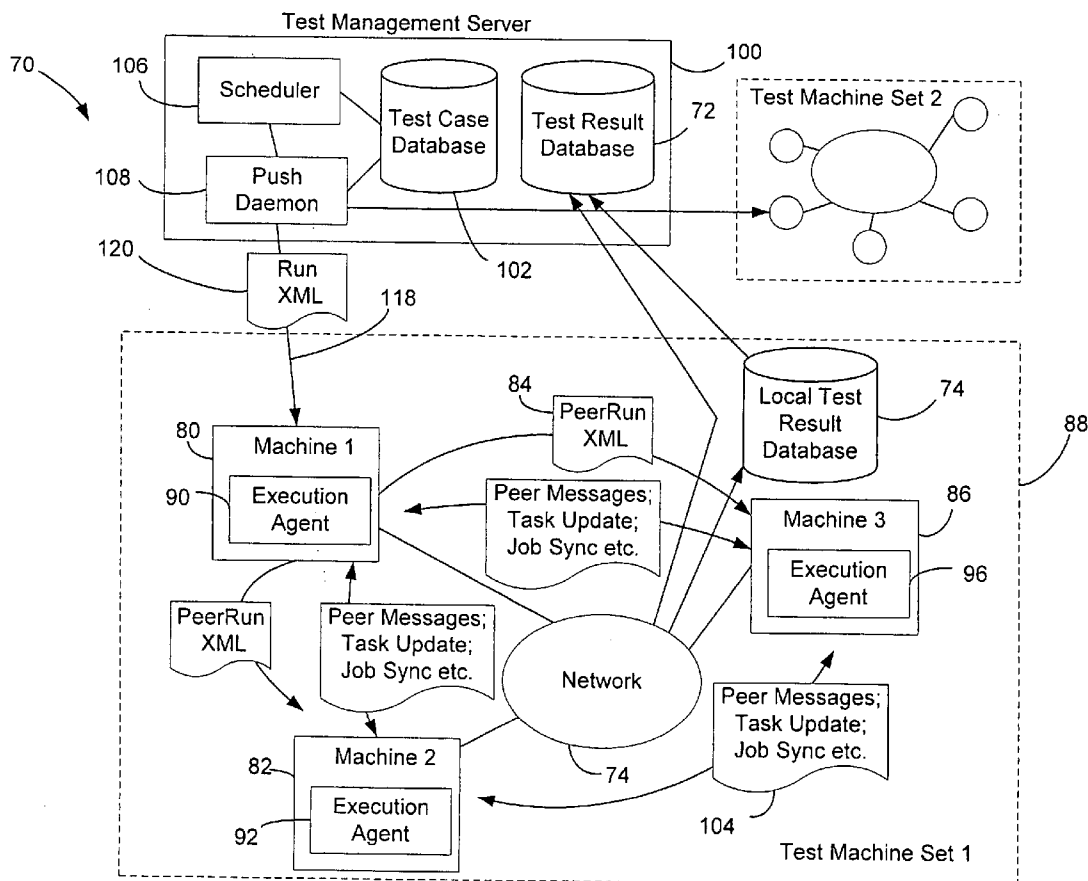 Test Management Server
70
106
Scheduler
Test Case
Database
Test Result
Database
100
72
Test Machine Set 2
108
Push
Daemon
102
120
Run
XML
118
84
PeerRun
XML
Local Test
Result
Database
74
88
80
Machine 1
90
Execution
Agent
Peer Messages;
Task Update;
Job Sync etc.
Machine 3
86
Execution
Agent
96
PeerRun
XML
Peer Messages;
Task Update;
Job Sync etc.
Network
74
Peer Messages;
Task Update;
Job Sync etc.
104
82
Machine 2
92
Execution
Agent
Test Machine Set 1